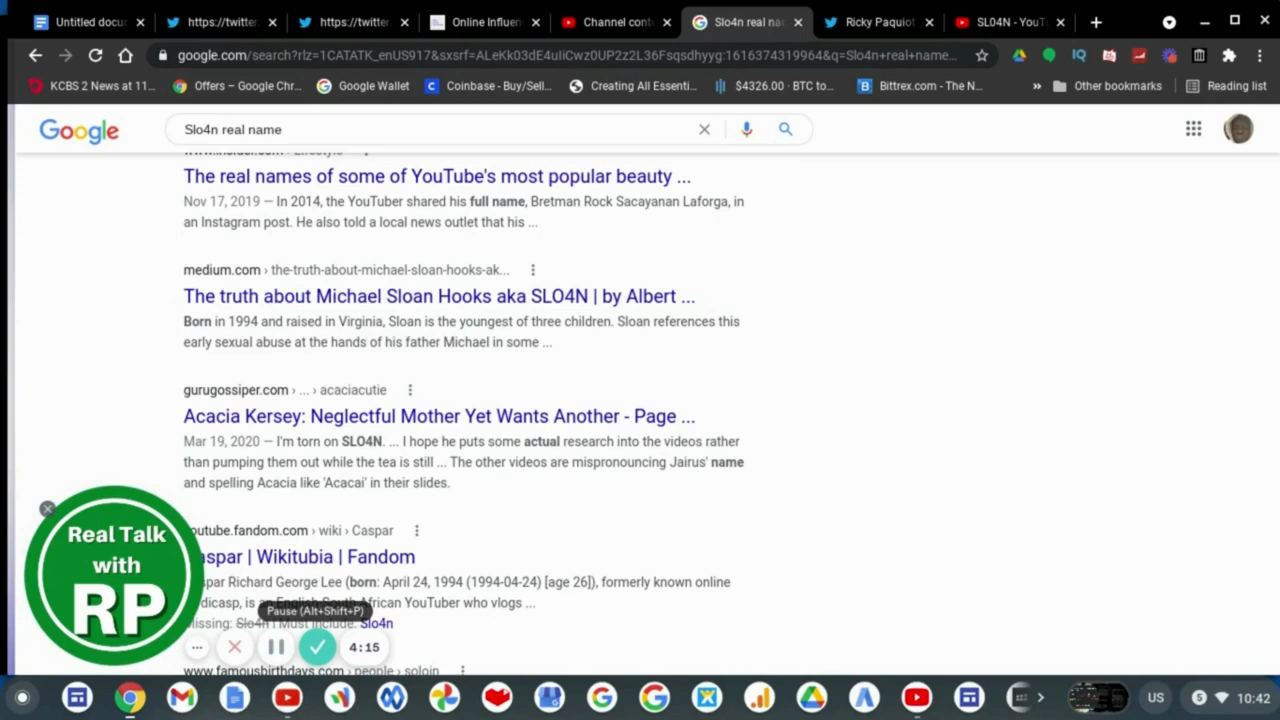 Untitled docu
https://twitter
https://twitter
Online Influen
Channel cont
Slo4n real na
Ricky Paquiot
SL04N - YouT
google.com/search?rlz=1CATATK_enUS917&sxsrf=ALeKk03dE4uIiCwz0UP2z2L36Fsqsdhyyg:1616374319964&q=Slo4n+real+name...
KCBS 2 News at 11...
Offers – Google Chr...
Google Wallet
Coinbase - Buy/Sell...
Creating All Essenti...
$4326.00 · BTC to...
Bittrex.com - The N...
»
Other bookmarks
Reading list
Google
Slo4n real name
The real names of some of YouTube's most popular beauty ...
Nov 17, 2019 — In 2014, the YouTuber shared his full name, Bretman Rock Sacayanan Laforga, in
an Instagram post. He also told a local news outlet that his ...
medium.com › the-truth-about-michael-sloan-hooks-ak...
The truth about Michael Sloan Hooks aka SLO4N | by Albert ...
Born in 1994 and raised in Virginia, Sloan is the youngest of three children. Sloan references this
early sexual abuse at the hands of his father Michael in some ...
gurugossiper.com › ... › acaciacutie
Acacia Kersey: Neglectful Mother Yet Wants Another - Page ...
Mar 19, 2020 — I'm torn on SLO4N. ... I hope he puts some actual research into the videos rather
than pumping them out while the tea is still ... The other videos are mispronouncing Jairus' name
and spelling Acacia like 'Acacai' in their slides.
outube.fandom.com › wiki › Caspar
aspar | Wikitubia | Fandom
spar Richard George Lee (born: April 24, 1994 (1994-04-24) [age 26]), formerly known online
dicasp, is an English South African YouTuber who vlogs ...
issing: Slo4n | Must include: Slo4n
www.famousbirthdays.com › people › soloin
Real Talk
with
RP
Pause (Alt+Shift+P)
4:15
US
5
10:42